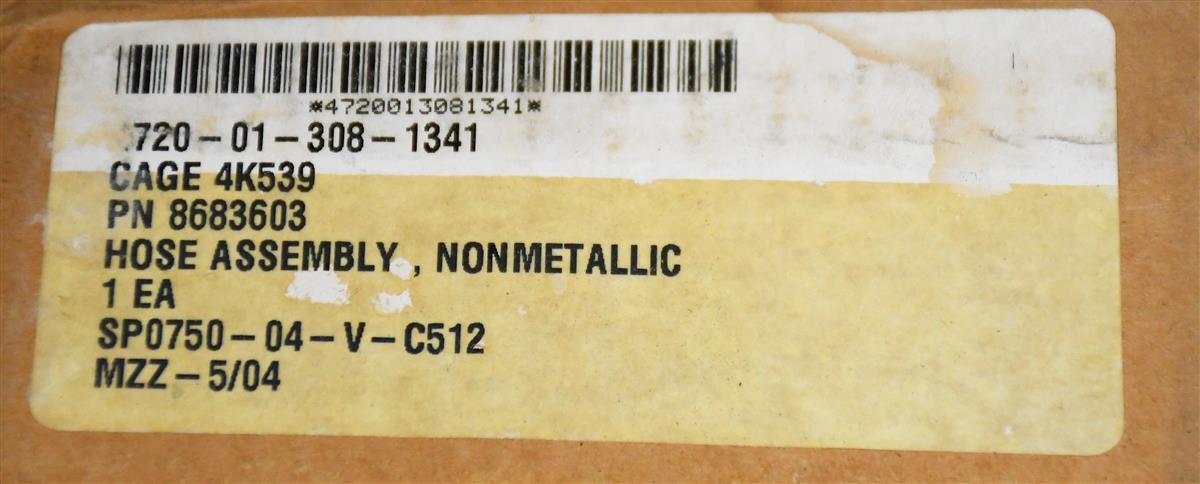 *4720013081341*
720-01-308-1341
CAGE 4K539
PN 8683603
HOSE ASSEMBLY, NONMETALLIC
1 EA
SP0750-04-V-C512
MZZ-5/04